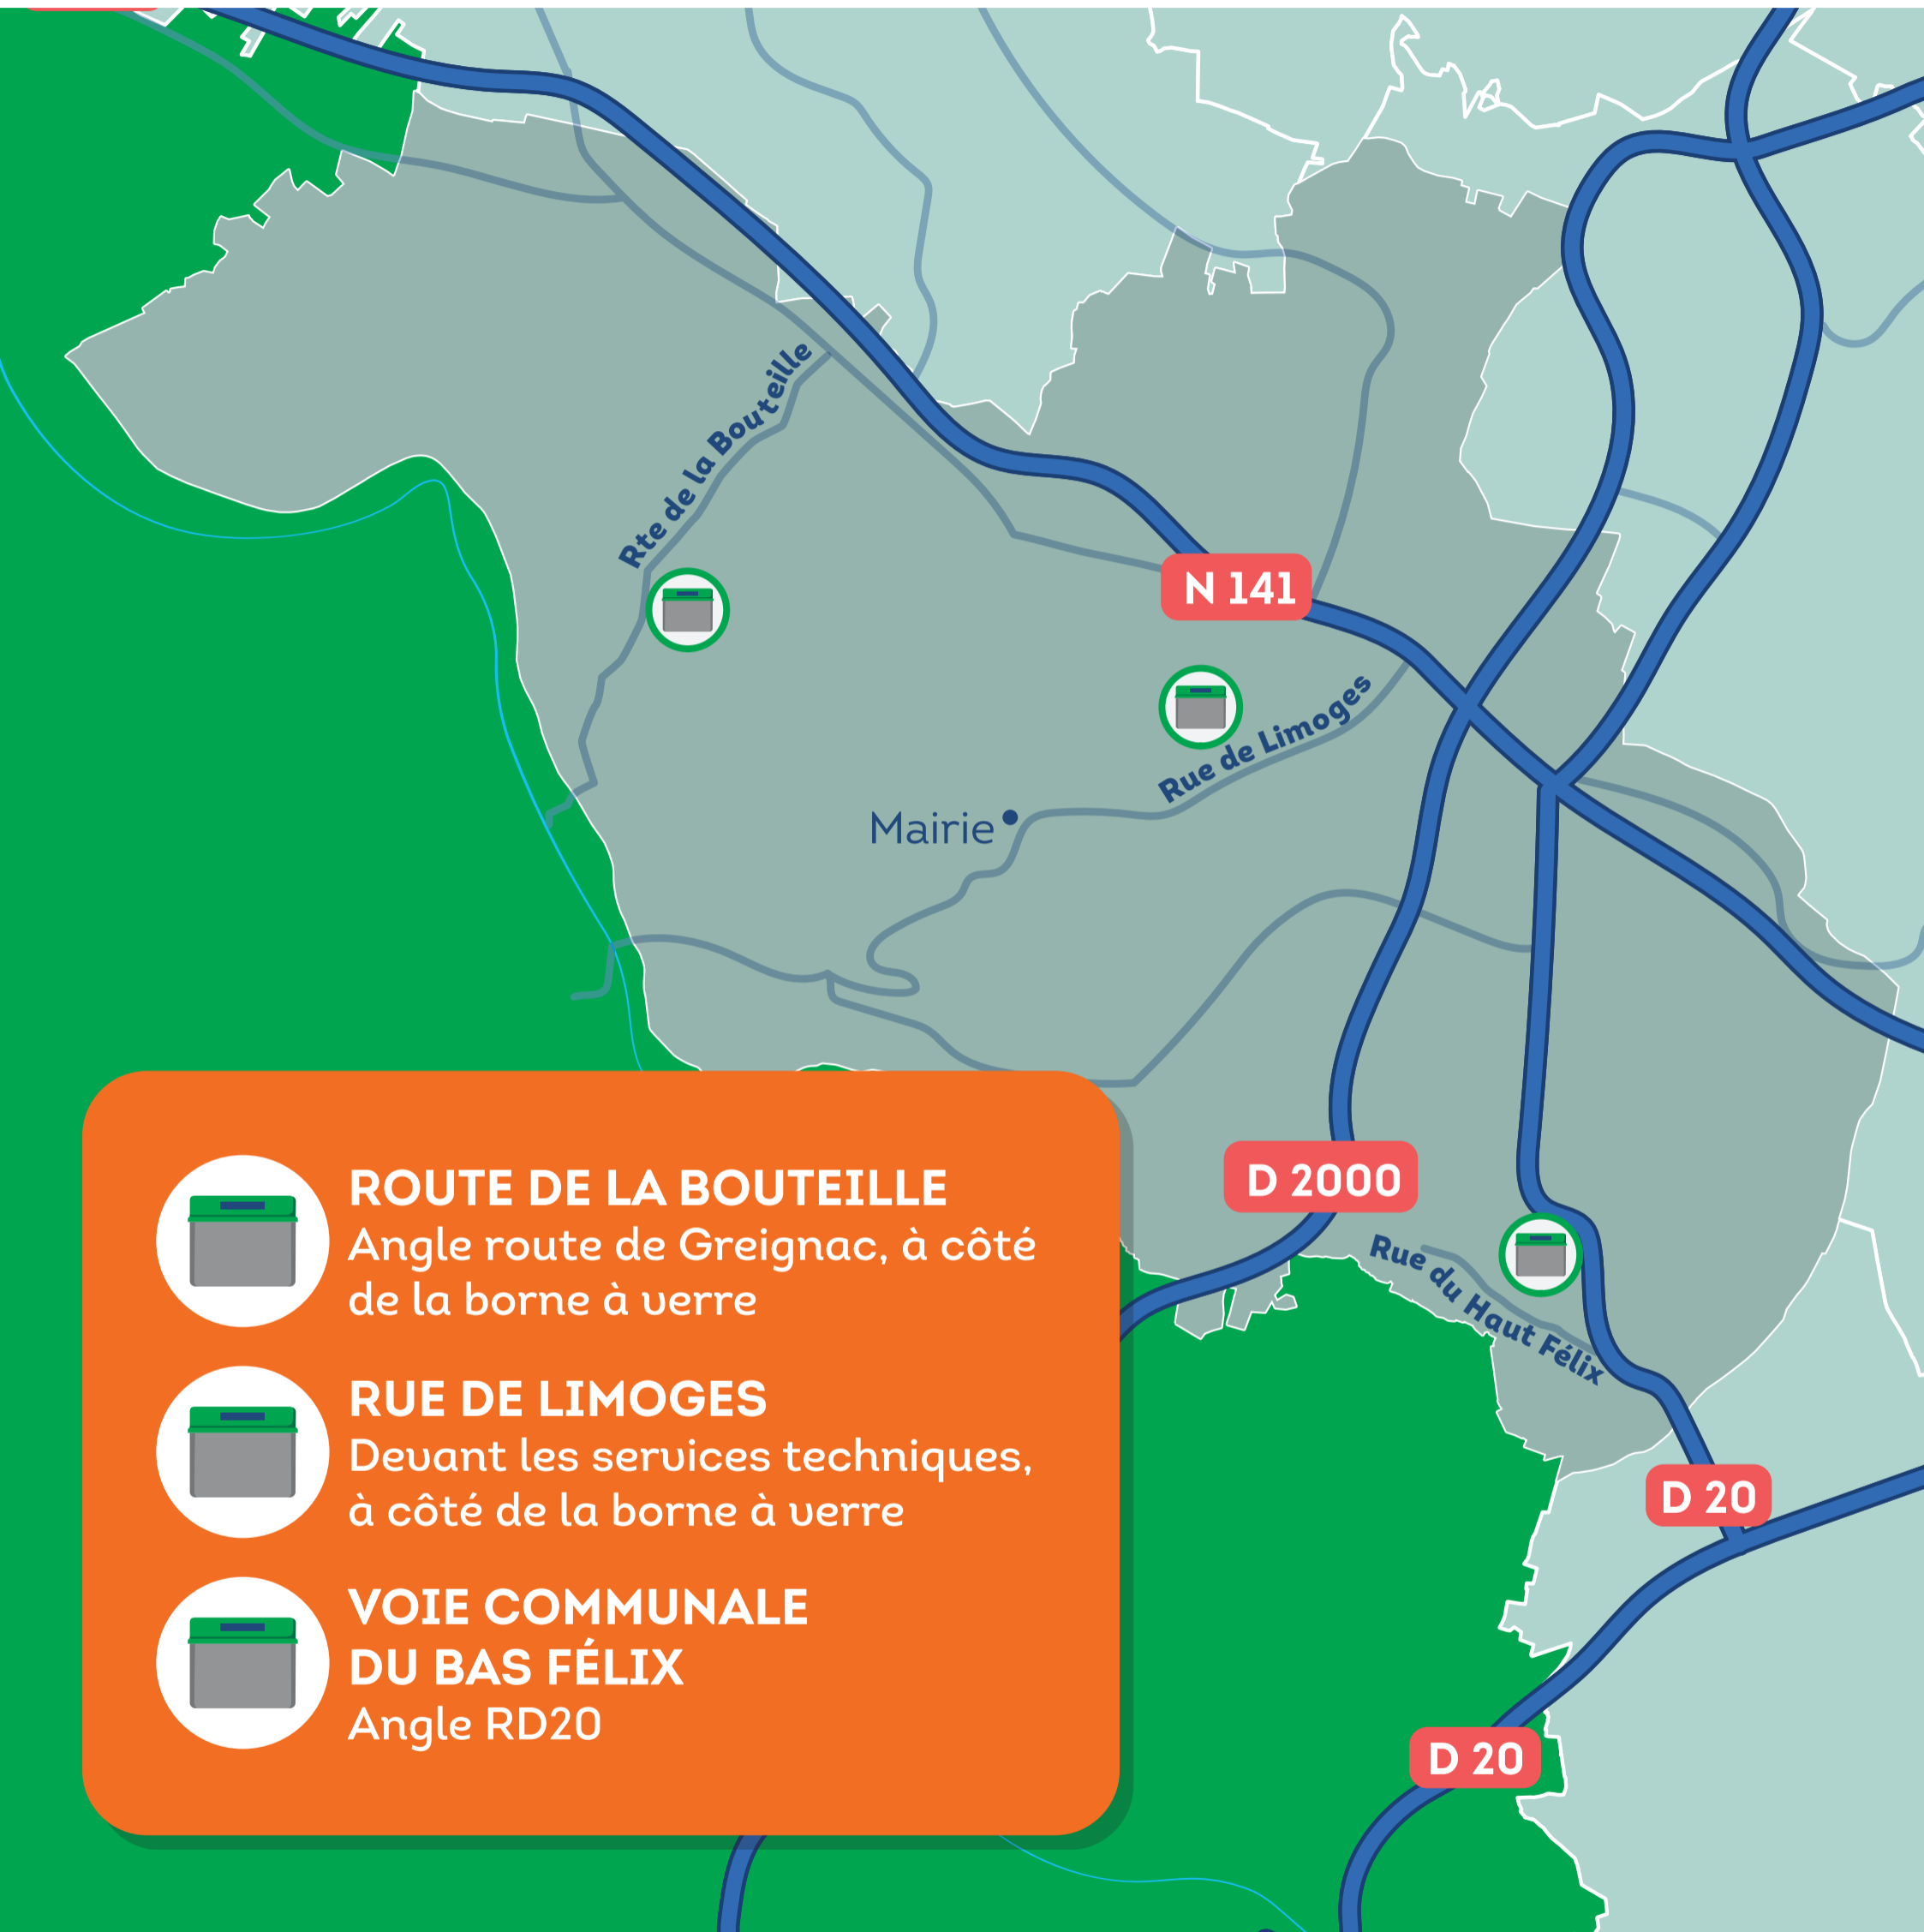 Rte de la Bouteille
N 141
Rue de Limoges
Mairie
D 2000
Rue du Haut Félix
D 20
D 20
ROUTE DE LA BOUTEILLE
Angle route de Greignac, à côté
de la borne à verre
RUE DE LIMOGES
Devant les services techniques,
à côté de la borne à verre
VOIE COMMUNALE
DU BAS FÉLIX
Angle RD20